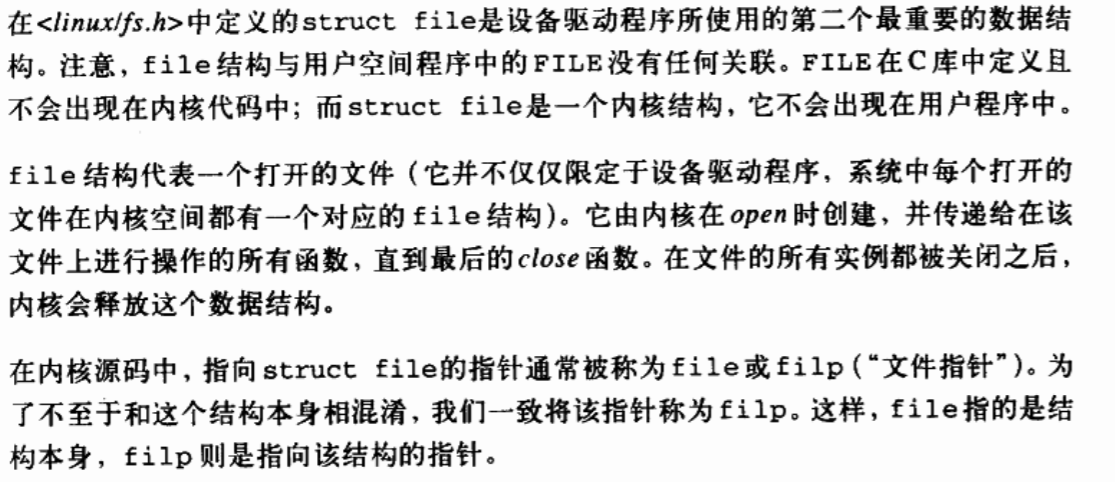 在<linux/fs.h>中定义的struct file是设备驱动程序所使用的第二个最重要的数据结
构。注意，file结构与用户空间程序中的FILE没有任何关联。FILE在C库中定义且
不会出现在内核代码中；而struct file是一个内核结构，它不会出现在用户程序中。
file结构代表一个打开的文件（它并不仅仅限定于设备驱动程序，系统中每个打开的
文件在内核空间都有一个对应的file结构）。它由内核在open时创建，并传递给在该
文件上进行操作的所有函数，直到最后的close函数。在文件的所有实例都被关闭之后，
内核会释放这个数据结构。
在内核源码中，指向struct file的指针通常被称为file或filp（“文件指针”）。为
了不至于和这个结构本身相混淆，我们一致将该指针称为filp。这样，file指的是结
构本身，filp则是指向该结构的指针。